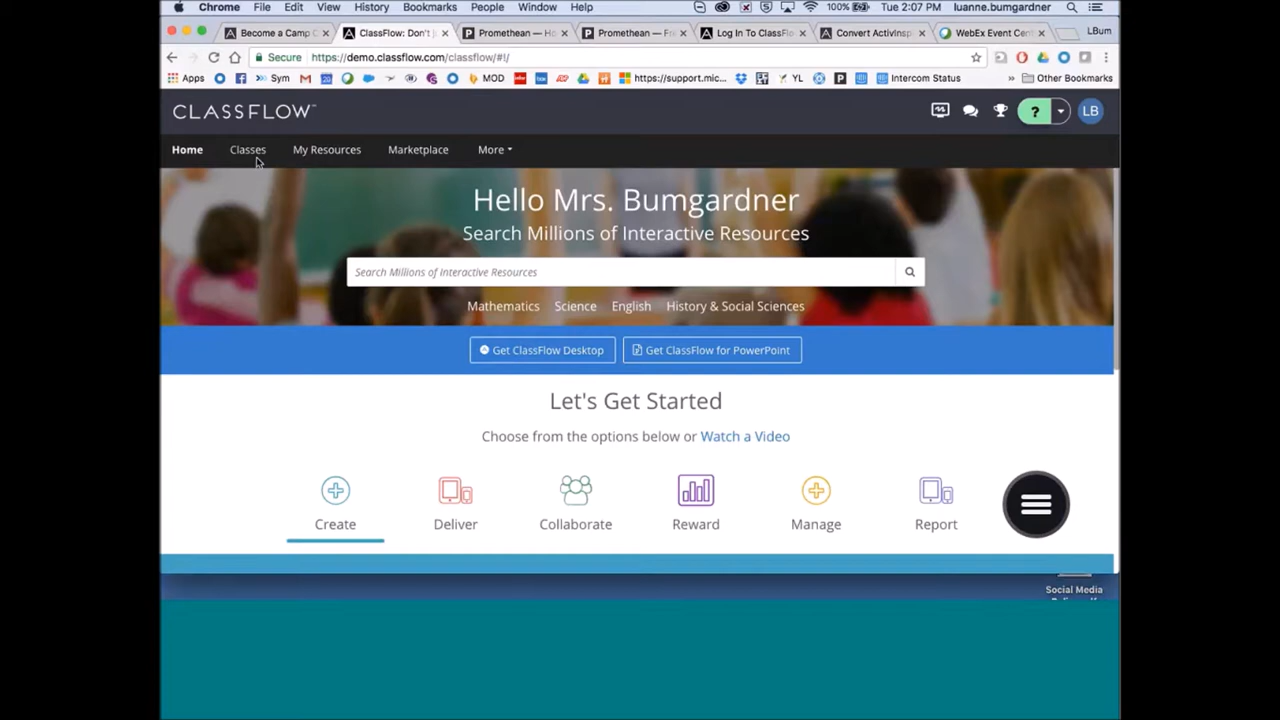 Chrome File Edit View History Bookmarks People Window Help 100% Tue 2:07 PM luanne.bumgardner
Become a Camp C ClassFlow: Don't j Promethean — Ho Promethean — Fra Log In To ClassFlo Convert ActivInsp WebEx Event Cent LBum
Secure https://demo.classflow.com/classflow/#!/
Apps Sym MOD YL https://support.mic... P Intercom Status » Other Bookmarks
CLASSFLOW ? LB
Home Classes My Resources Marketplace More
Hello Mrs. Bumgardner
Search Millions of Interactive Resources
Search Millions of Interactive Resources
Mathematics Science English History & Social Sciences
Get ClassFlow Desktop Get ClassFlow for PowerPoint
Let's Get Started
Choose from the options below or Watch a Video
Create Deliver Collaborate Reward Manage Report
Social Media